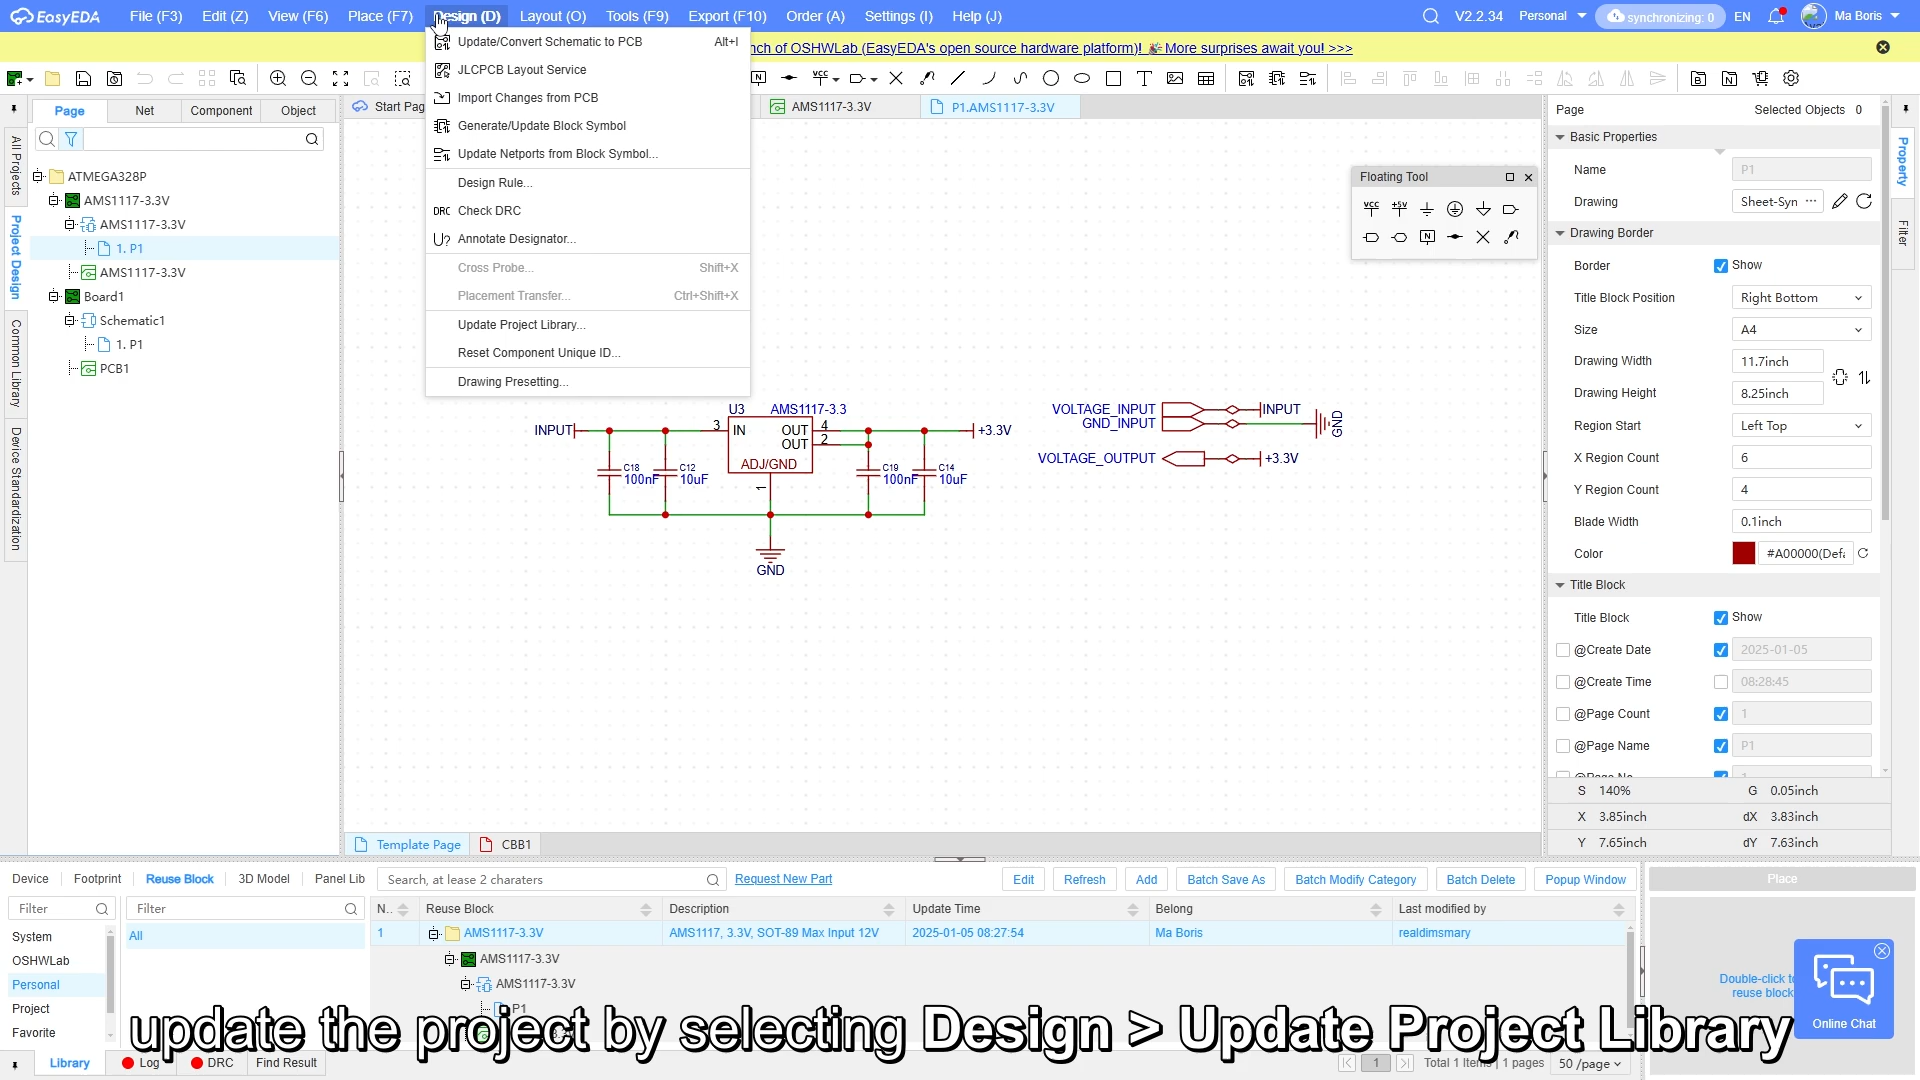 EasyEDA File (F3) Edit (Z) View (F6) Place (F7) Design (D) Layout (O) Tools (F9) Export (F10) Order (A) Settings (I) Help (J) V2.2.34 Personal synchronizing: 0 EN Ma Boris
nch of OSHWLab (EasyEDA's open source hardware platform)! More surprises await you! >>>
Update/Convert Schematic to PCB Alt+I
JLCPCB Layout Service
Import Changes from PCB
Generate/Update Block Symbol
Update Netports from Block Symbol...
Design Rule...
DRC Check DRC
U? Annotate Designator...
Cross Probe... Shift+X
Placement Transfer... Ctrl+Shift+X
Update Project Library...
Reset Component Unique ID...
Drawing Presetting...
Page Net Component Object
Start Pag AMS1117-3.3V P1.AMS1117-3.3V
All Projects
Project Design
Common Library
Device Standardization
ATMEGA328P
AMS1117-3.3V
AMS1117-3.3V
1. P1
AMS1117-3.3V
Board1
Schematic1
1. P1
PCB1
Floating Tool
VCC +5V
N
U3 AMS1117-3.3
INPUT 3 IN OUT 4 +3.3V
OUT 2
ADJ/GND
1
C18 100nF
C12 10uF
C19 100nF
C14 10uF
GND
VOLTAGE_INPUT INPUT
GND_INPUT GND
VOLTAGE_OUTPUT +3.3V
Page Selected Objects 0
Basic Properties
Name P1
Drawing Sheet-Syn ...
Drawing Border
Border Show
Title Block Position Right Bottom
Size A4
Drawing Width 11.7inch
Drawing Height 8.25inch
Region Start Left Top
X Region Count 6
Y Region Count 4
Blade Width 0.1inch
Color #A00000(Defa
Title Block
Title Block Show
@Create Date 2025-01-05
@Create Time 08:28:45
@Page Count 1
@Page Name P1
@Page No 1
S 140% G 0.05inch
X 3.85inch dX 3.83inch
Y 7.65inch dY 7.63inch
Property
Filter
Template Page CBB1
Device Footprint Reuse Block 3D Model Panel Lib Search, at lease 2 charaters Request New Part Edit Refresh Add Batch Save As Batch Modify Category Batch Delete Popup Window Place
Filter Filter N.. Reuse Block Description Update Time Belong Last modified by
System All 1 AMS1117-3.3V AMS1117, 3.3V, SOT-89 Max Input 12V 2025-01-05 08:27:54 Ma Boris realdimsmary
OSHWLab AMS1117-3.3V
Personal AMS1117-3.3V
Project P1
Favorite
Double-click to
reuse block
Online Chat
update the project by selecting Design > Update Project Library
Library Log DRC Find Result 1 Total 1 Items 1 pages 50 /page